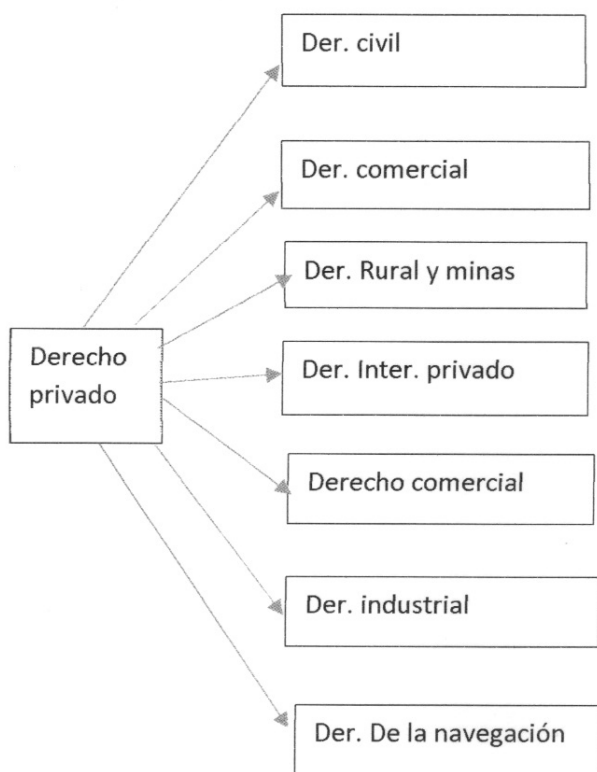 Der. civil
Der. comercial
Der. Rural y minas
Derecho
privado
Der. Inter. privado
Derecho comercial
Der. industrial
Der. De la navegación